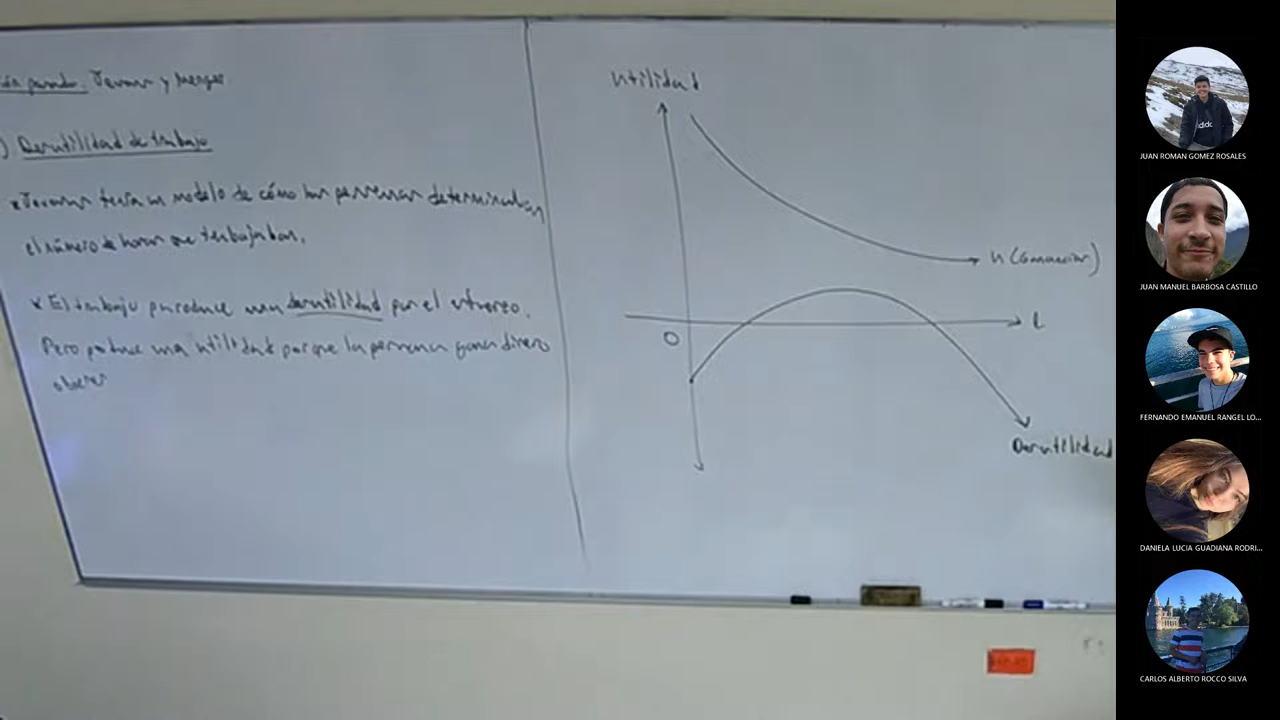 Jevons y Menger
) Desutilidad de trabajo
Jevons tenía un modelo de cómo las personas determinaban
el número de horas que trabajaban.
* El trabajo produce una desutilidad por el esfuerzo.
Pero produce una utilidad porque las personas ganan dinero
Utilidad
0
L
Desutilidad
JUAN ROMAN GOMEZ ROSALES
JUAN MANUEL BARBOSA CASTILLO
FERNANDO EMANUEL RANGEL LO...
DANIELA LUCIA GUADIANA RODRI...
CARLOS ALBERTO ROCCO SILVA